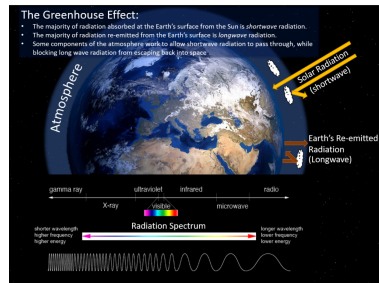 The Greenhouse Effect:
• The majority of radiation absorbed at the Earth's surface from the Sun is shortwave radiation.
• The majority of radiation re-emitted from the Earth's surface is longwave radiation.
• Some components of the atmosphere work to allow shortwave radiation to pass through, while
blocking long wave radiation from escaping back into space
Atmosphere
Solar Radiation
(shortwave)
Earth's Re-emitted
Radiation
(Longwave)
gamma ray ultraviolet infrared radio
X-ray visible microwave
shorter wavelength
higher frequency
higher energy
Radiation Spectrum
longer wavelength
lower frequency
lower energy